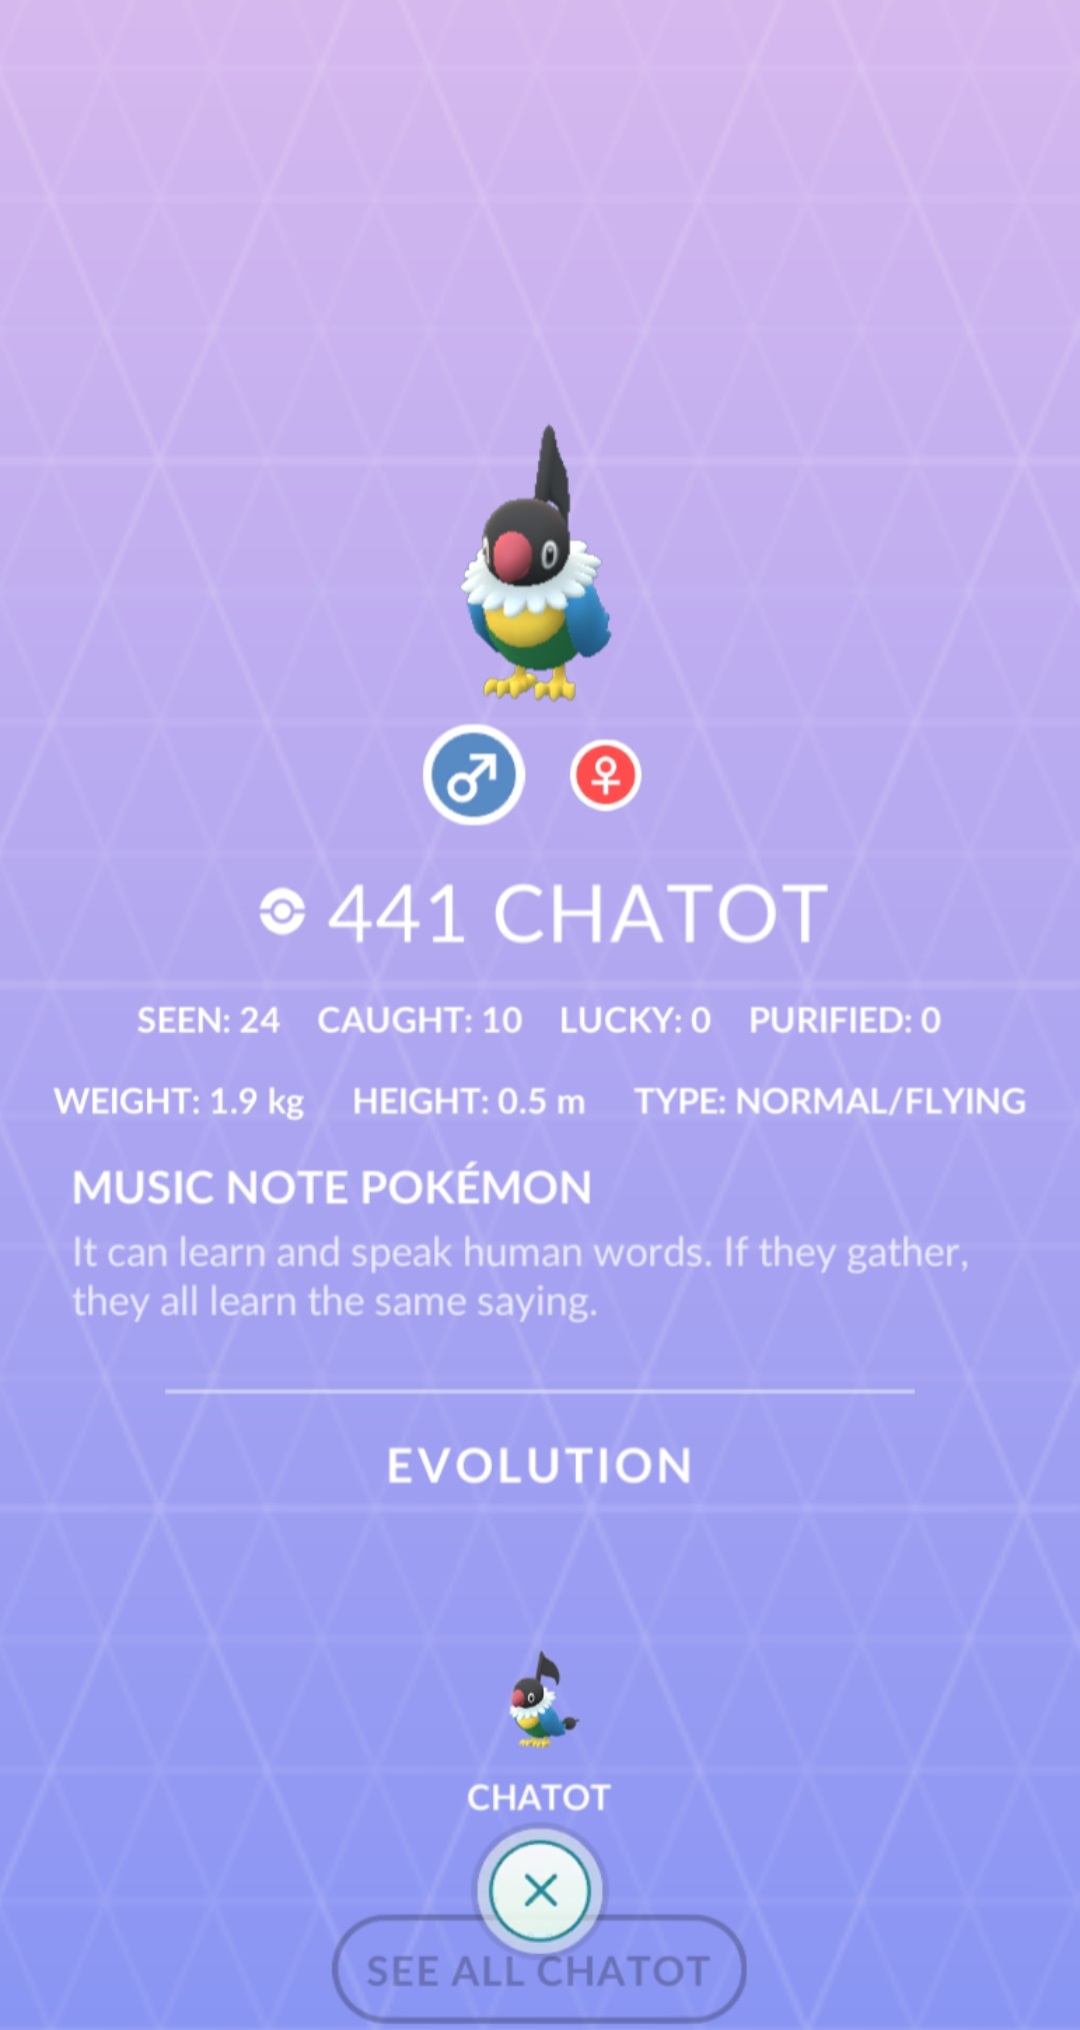 441 CHATOT
SEEN: 24 CAUGHT: 10 LUCKY: 0 PURIFIED: 0
WEIGHT: 1.9 kg HEIGHT: 0.5 m TYPE: NORMAL/FLYING
MUSIC NOTE POKÉMON
It can learn and speak human words. If they gather,
they all learn the same saying.
EVOLUTION
CHATOT
SEE ALL CHATOT